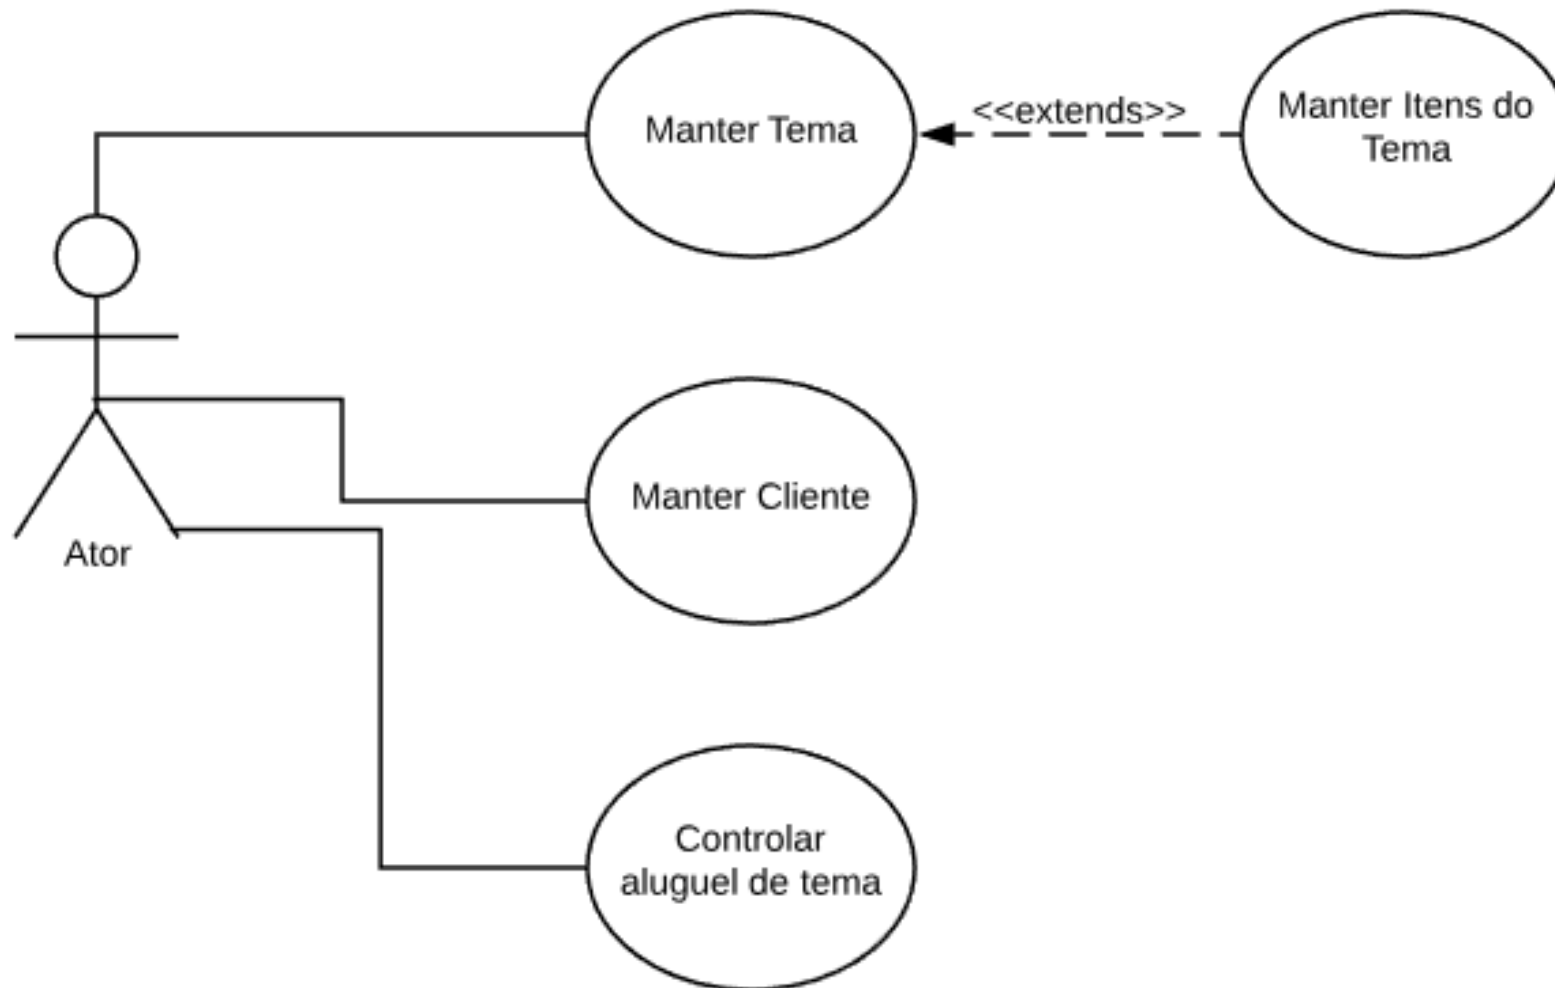 Manter Tema
<<extends>>
Manter Itens do
Tema
Manter Cliente
Ator
Controlar
aluguel de tema